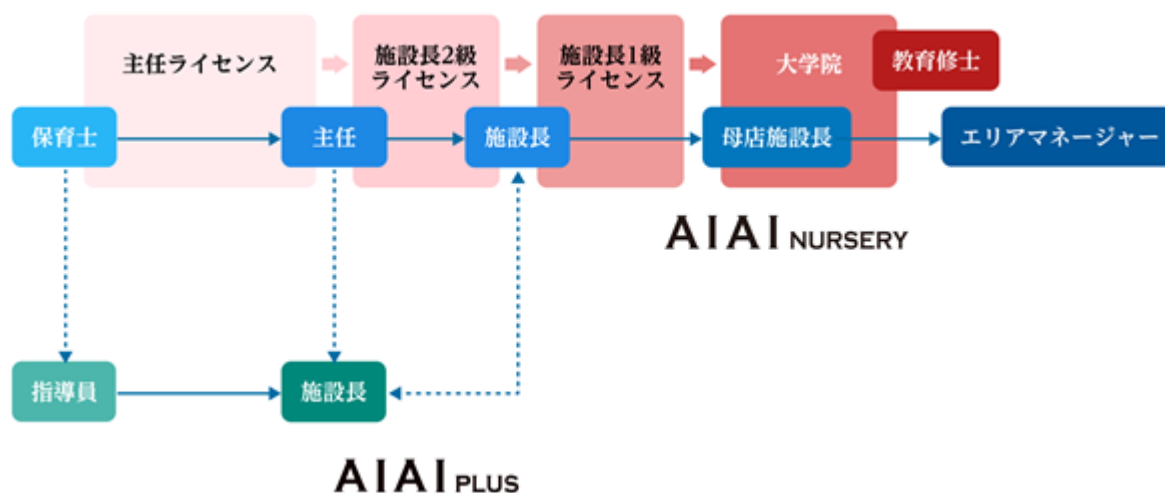 主任ライセンス
施設長2級
ライセンス
施設長1級
ライセンス
大学院
教育修士
保育士
主任
施設長
母店施設長
エリアマネージャー
AIAI NURSERY
指導員
施設長
AIAI PLUS